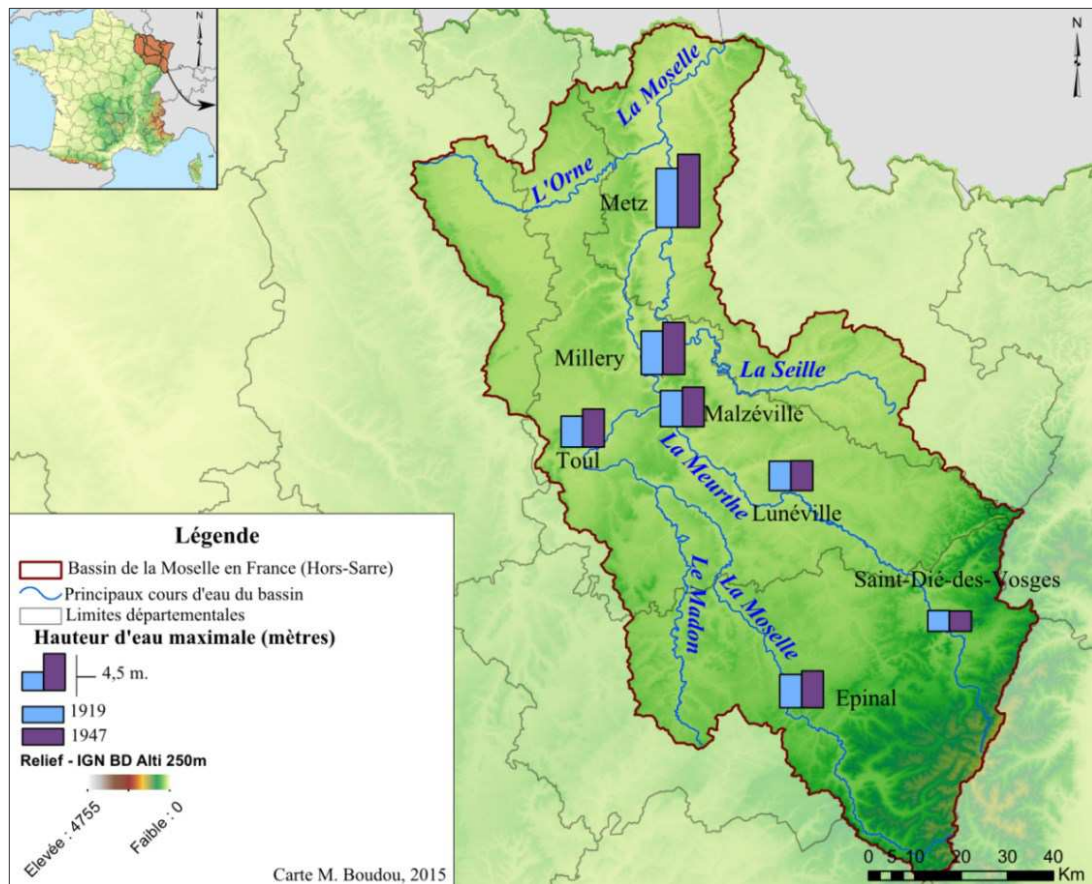 N
N
La Moselle
L'Orne
Metz
Millery
La Seille
Malzéville
Toul
La Meurthe
Lunéville
Saint-Dié-des-Vosges
Le Madon
La Moselle
Epinal
Légende
Bassin de la Moselle en France (Hors-Sarre)
Principaux cours d'eau du bassin
Limites départementales
Hauteur d'eau maximale (mètres)
4,5 m.
1919
1947
Relief - IGN BD Alti 250m
Elevée : 4755
Faible : 0
Carte M. Boudou, 2015
0 5 10 20 30 40
Km